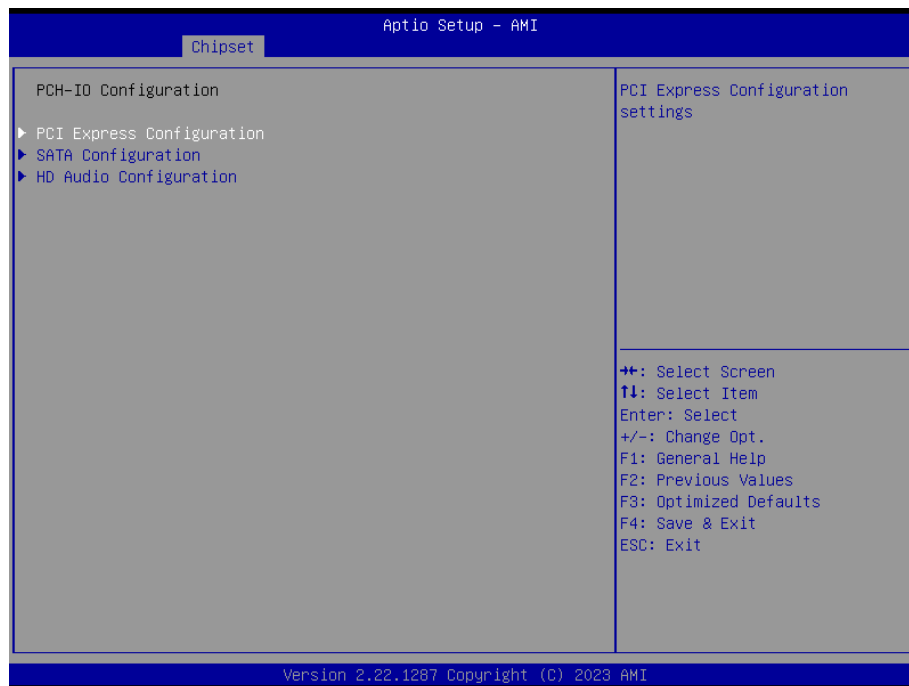 Aptio Setup – AMI
Chipset
PCH-IO Configuration
PCI Express Configuration
SATA Configuration
HD Audio Configuration
PCI Express Configuration
settings
→←: Select Screen
↑↓: Select Item
Enter: Select
+/-: Change Opt.
F1: General Help
F2: Previous Values
F3: Optimized Defaults
F4: Save & Exit
ESC: Exit
Version 2.22.1287 Copyright (C) 2023 AMI